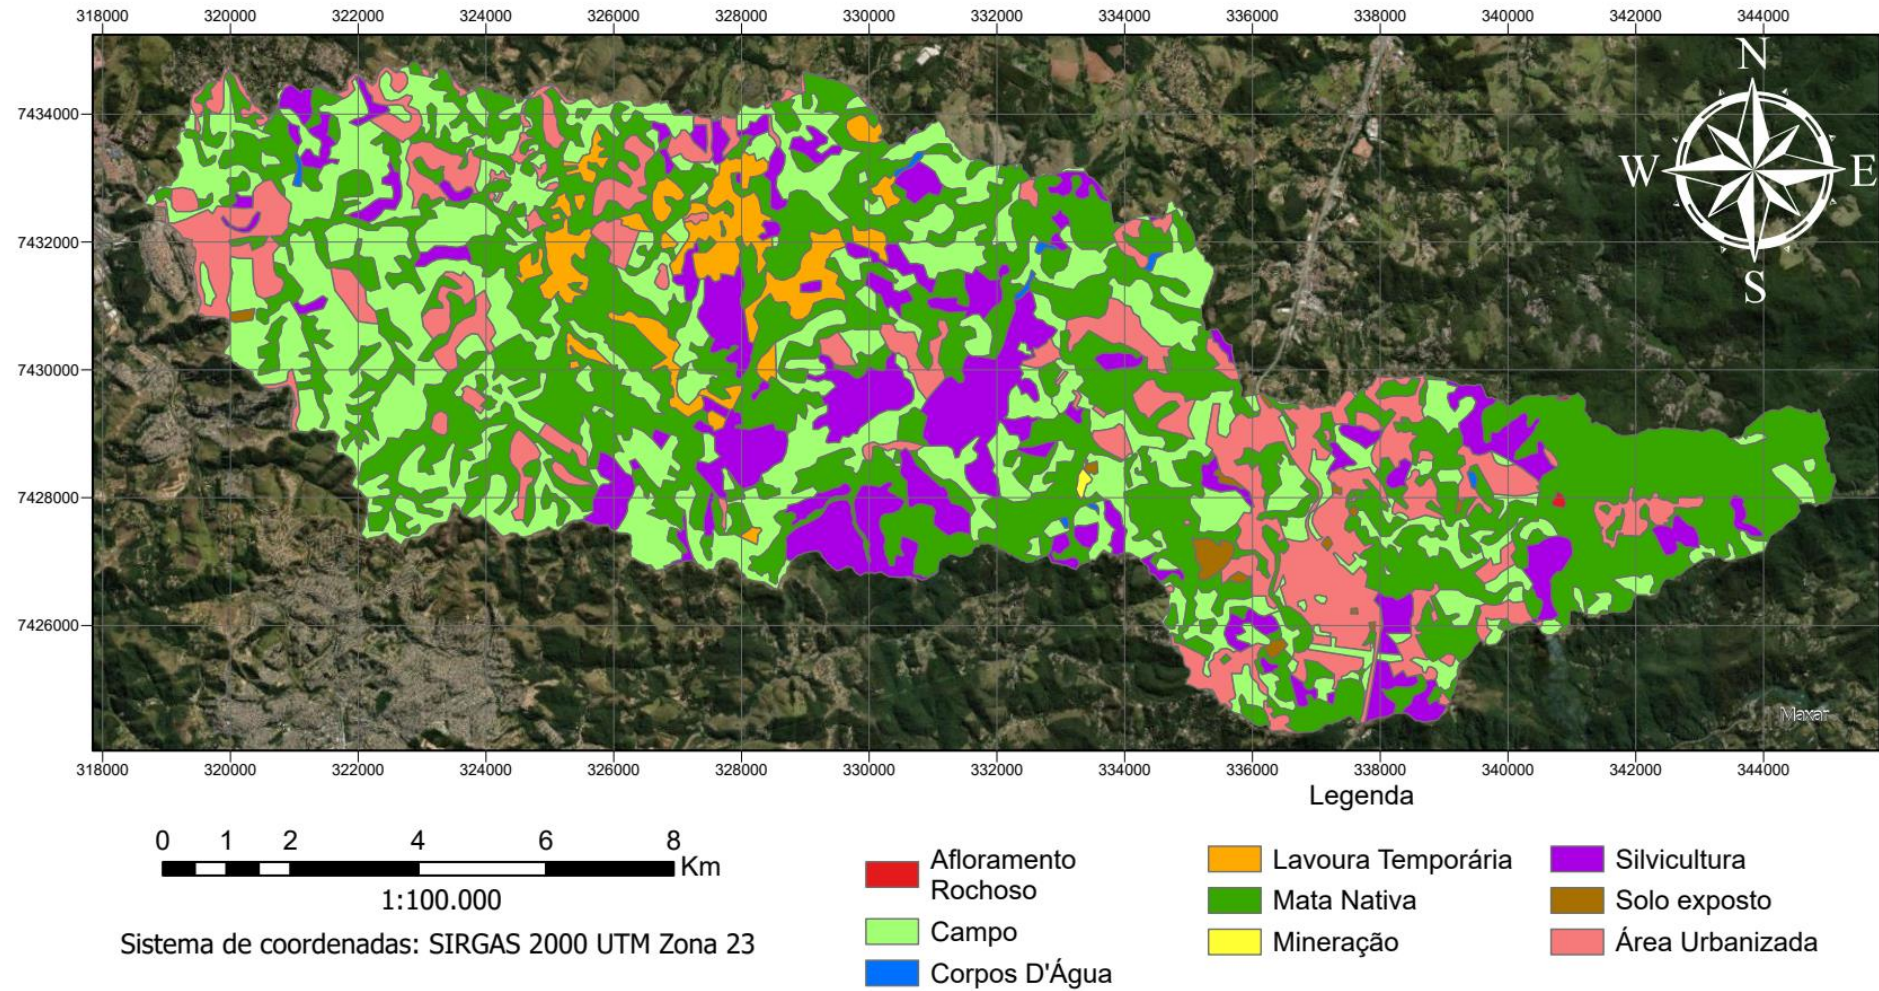 318000 320000 322000 324000 326000 328000 330000 332000 334000 336000 338000 340000 342000 344000
N
W E
S
7434000
7432000
7430000
7428000
7426000
Maxar
318000 320000 322000 324000 326000 328000 330000 332000 334000 336000 338000 340000 342000 344000
Legenda
0 1 2 4 6 8
Km
1:100.000
Sistema de coordenadas: SIRGAS 2000 UTM Zona 23
Afloramento
Rochoso
Campo
Corpos D'Água
Lavoura Temporária
Mata Nativa
Mineração
Silvicultura
Solo exposto
Área Urbanizada